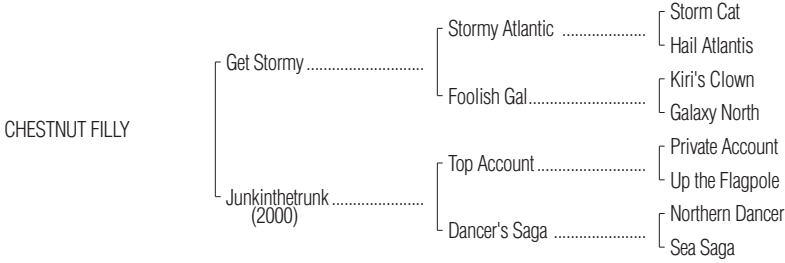 Storm Cat
Stormy Atlantic ....................
Hail Atlantis
Get Stormy ...........................
Kiri's Clown
Foolish Gal...........................
Galaxy North
CHESTNUT FILLY
Private Account
Top Account.........................
Up the Flagpole
Junkinthetrunk .....................
(2000)
Northern Dancer
Dancer's Saga .....................
Sea Saga